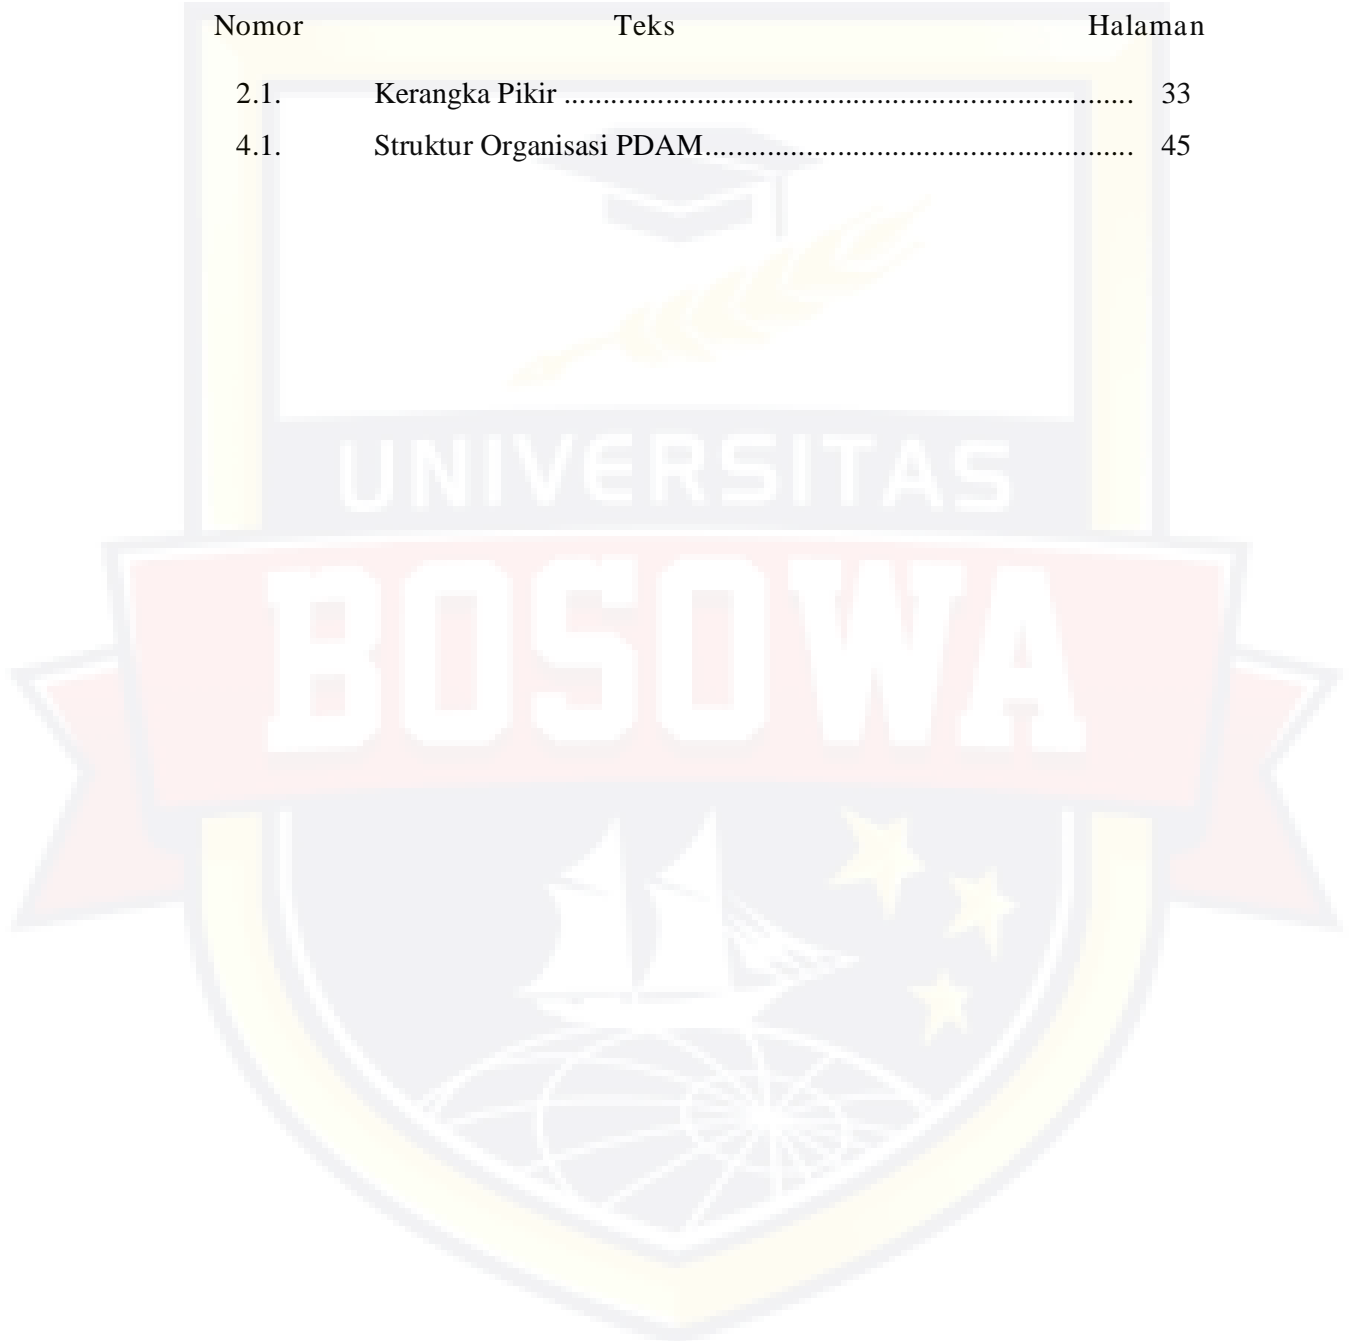 Nomor Teks Halaman
2.1. Kerangka Pikir ........................................................................ 33
4.1. Struktur Organisasi PDAM...................................................... 45
UNIVERSITAS
BOSOWA